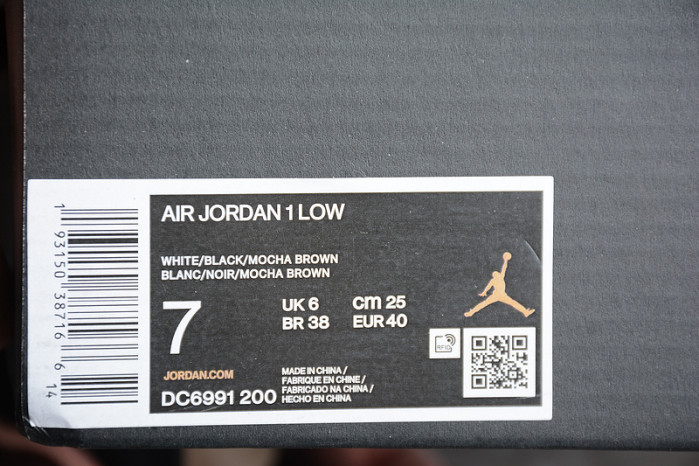 AIR JORDAN 1 LOW
WHITE/BLACK/MOCHA BROWN
BLANC/NOIR/MOCHA BROWN
7
UK 6 cm 25
BR 38 EUR 40
RFID
JORDAN.COM
DC6991 200
MADE IN CHINA /
FABRIQUE EN CHINE /
FABRICADO NA CHINA /
HECHO EN CHINA
1 93150 38716 6 14